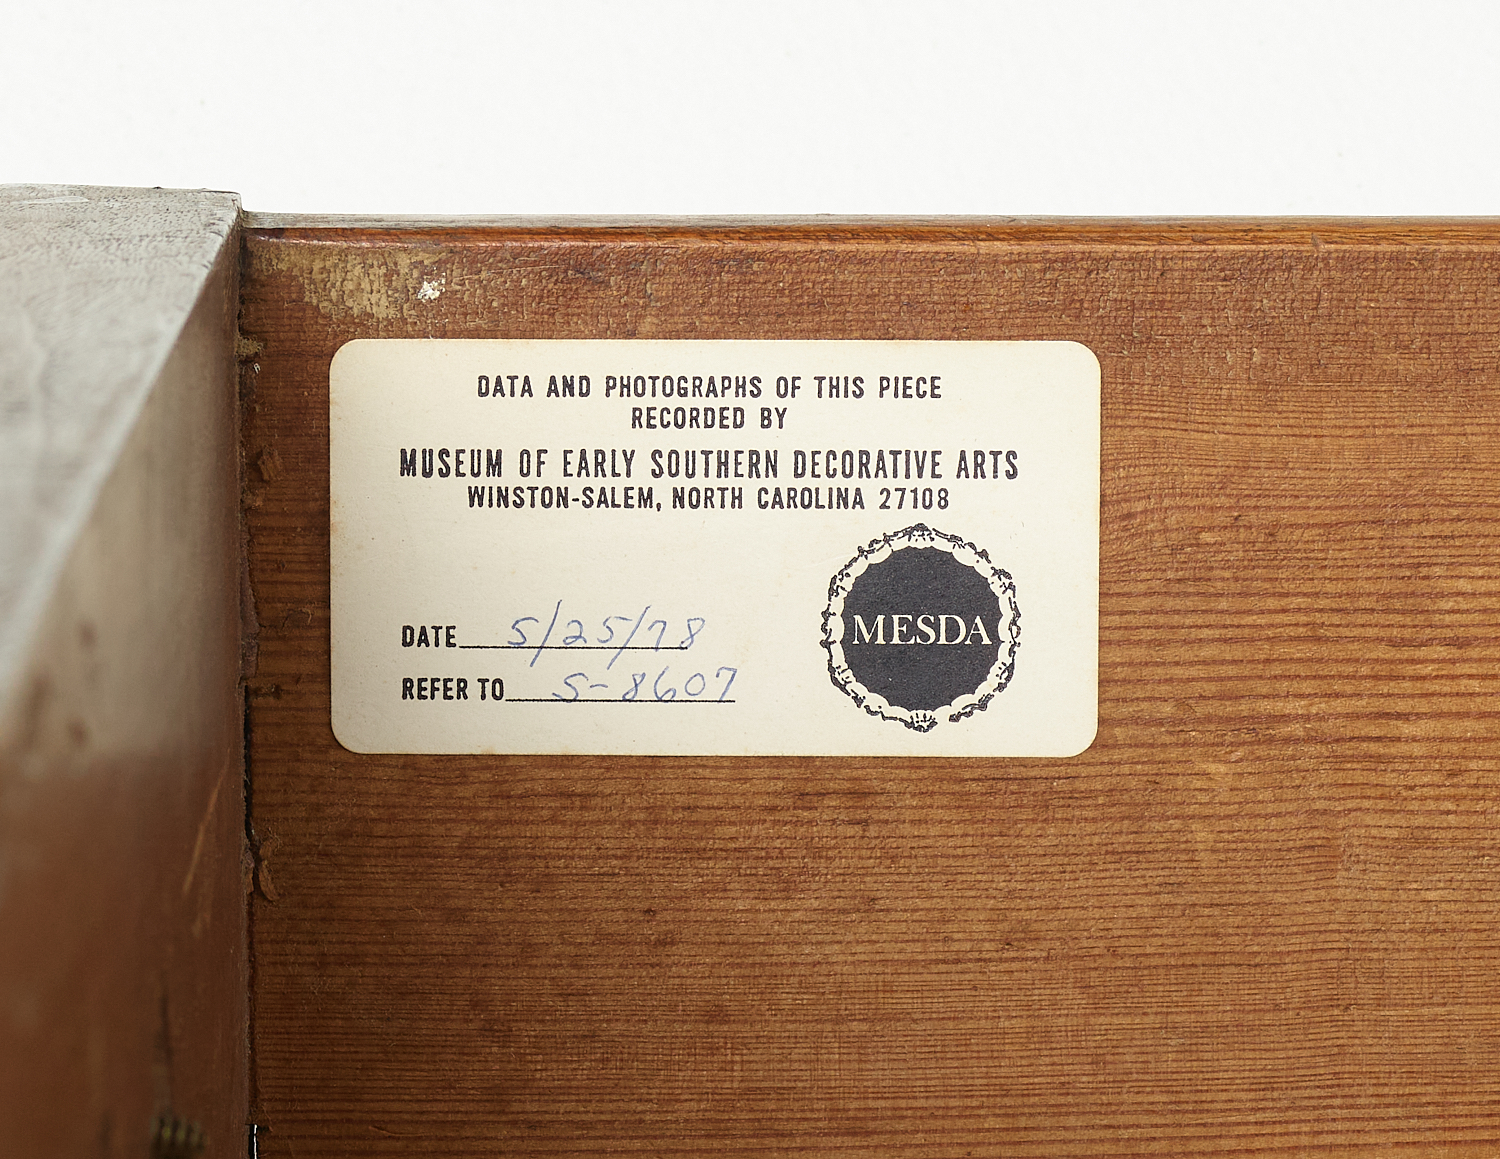 DATA AND PHOTOGRAPHS OF THIS PIECE
RECORDED BY
MUSEUM OF EARLY SOUTHERN DECORATIVE ARTS
WINSTON-SALEM, NORTH CAROLINA 27108
MESDA
DATE 5/25/78
REFER TO S-8607